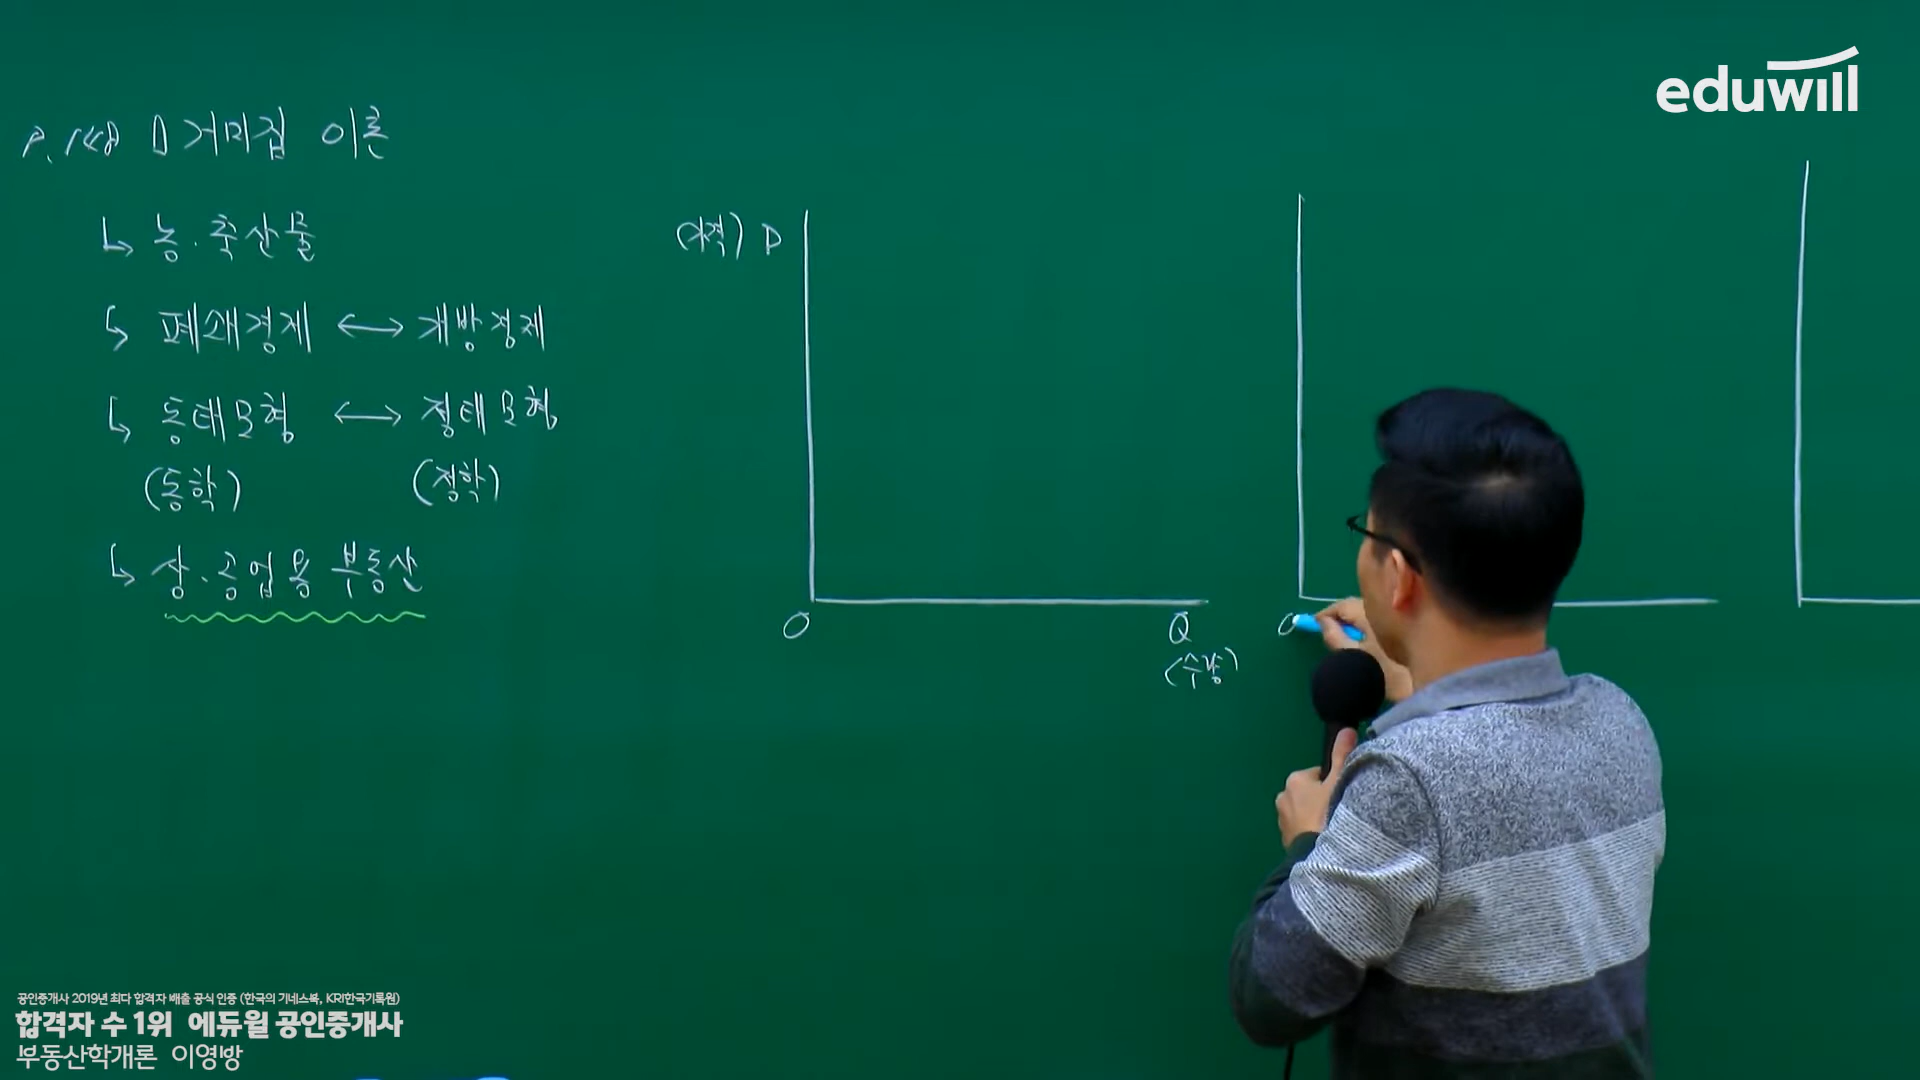 eduwill
거미집 이론
↳ 농·축산물
↳ 폐쇄경제 ↔ 개방경제
↳ 동태모형 ↔ 정태모형
(동학) (정학)
↳ 상·공업용 부동산
(가격) P
O Q O
(수량)
공인중개사 2019년 최다 합격자 배출 공식 인증 (한국의 기네스북, KRI한국기록원)
합격자 수 1위 에듀윌 공인중개사
부동산학개론 이영방